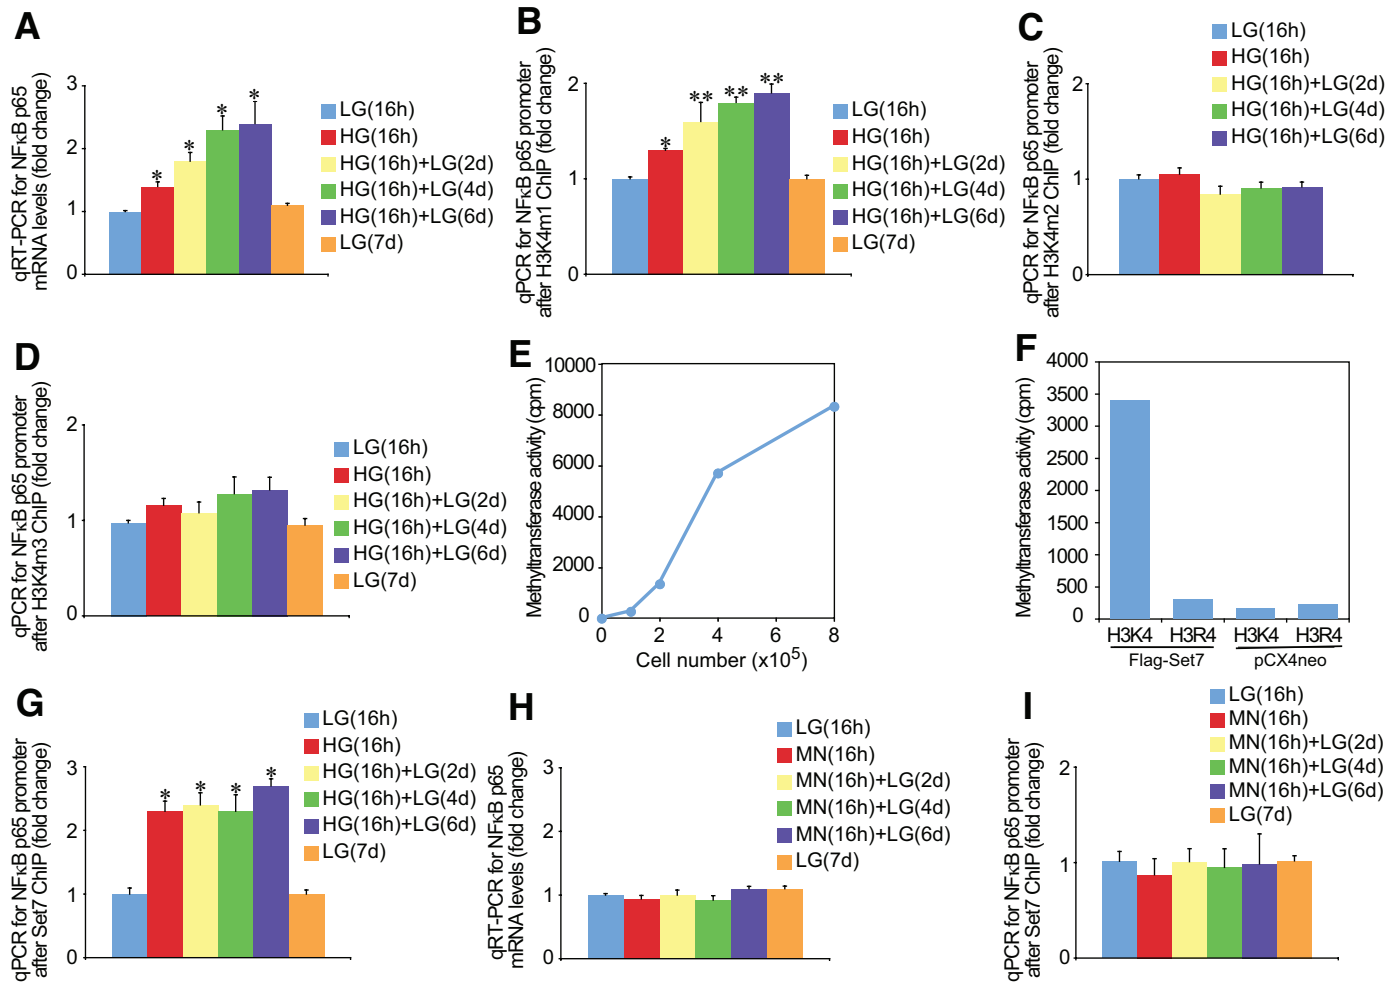 A
qRT-PCR for NFκB p65
mRNA levels (fold change)
3
2
1
0
*
*
*
*
LG(16h)
HG(16h)
HG(16h)+LG(2d)
HG(16h)+LG(4d)
HG(16h)+LG(6d)
LG(7d)
B
qPCR for NFκB p65 promoter
after H3K4m1 ChIP (fold change)
2
1
0
*
**
**
**
LG(16h)
HG(16h)
HG(16h)+LG(2d)
HG(16h)+LG(4d)
HG(16h)+LG(6d)
LG(7d)
C
qPCR for NFκB p65 promoter
after H3K4m2 ChIP (fold change)
2
1
0
LG(16h)
HG(16h)
HG(16h)+LG(2d)
HG(16h)+LG(4d)
HG(16h)+LG(6d)
D
qPCR for NFκB p65 promoter
after H3K4m3 ChIP (fold change)
2
1
0
LG(16h)
HG(16h)
HG(16h)+LG(2d)
HG(16h)+LG(4d)
HG(16h)+LG(6d)
LG(7d)
E
Methyltransferase activity (cpm)
10000
8000
6000
4000
2000
0
0 2 4 6 8
Cell number (x10⁵)
F
Methyltransferase activity (cpm)
4000
3500
3000
2500
2000
1500
1000
500
0
H3K4 H3R4 H3K4 H3R4
Flag-Set7 pCX4neo
G
qPCR for NFκB p65 promoter
after Set7 ChIP (fold change)
3
2
1
0
*
*
*
*
LG(16h)
HG(16h)
HG(16h)+LG(2d)
HG(16h)+LG(4d)
HG(16h)+LG(6d)
LG(7d)
H
qRT-PCR for NFκB p65
mRNA levels (fold change)
3
2
1
0
LG(16h)
MN(16h)
MN(16h)+LG(2d)
MN(16h)+LG(4d)
MN(16h)+LG(6d)
LG(7d)
I
qPCR for NFκB p65 promoter
after Set7 ChIP (fold change)
2
1
0
LG(16h)
MN(16h)
MN(16h)+LG(2d)
MN(16h)+LG(4d)
MN(16h)+LG(6d)
LG(7d)